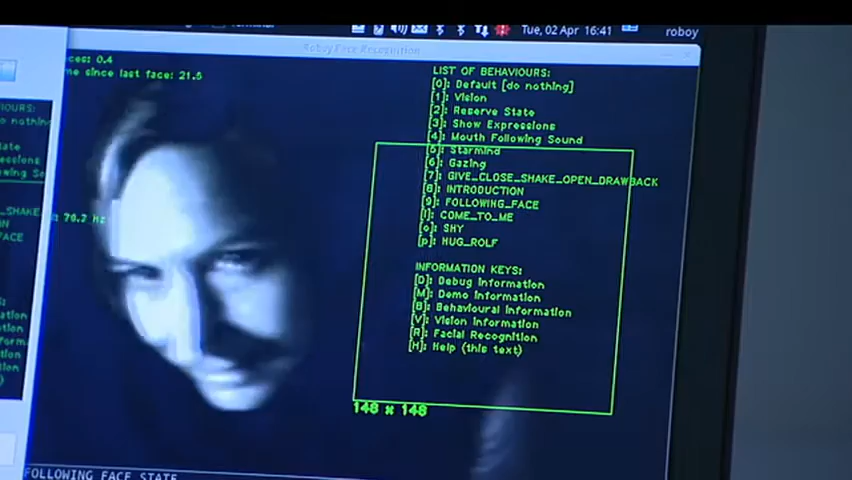 Tue, 02 Apr 16:41
roboy
Roboy Face Recognition
ces: 0.4
me since last face: 21.5
LIST OF BEHAVIOURS:
[0]: Default [do nothing]
[1]: Vision
[2]: Reserve State
[3]: Show Expressions
[4]: Mouth Following Sound
[5]: Starmind
[6]: Gazing
[7]: GIVE_CLOSE_SHAKE_OPEN_DRAWBACK
[8]: INTRODUCTION
[9]: FOLLOWING_FACE
[l]: COME_TO_ME
[o]: SHY
[p]: HUG_ROLF
INFORMATION KEYS:
[D]: Debug Information
[M]: Demo Information
[B]: Behavioural Information
[V]: Vision Information
[R]: Facial Recognition
[H]: Help (this text)
148 x 148
FOLLOWING FACE STATE